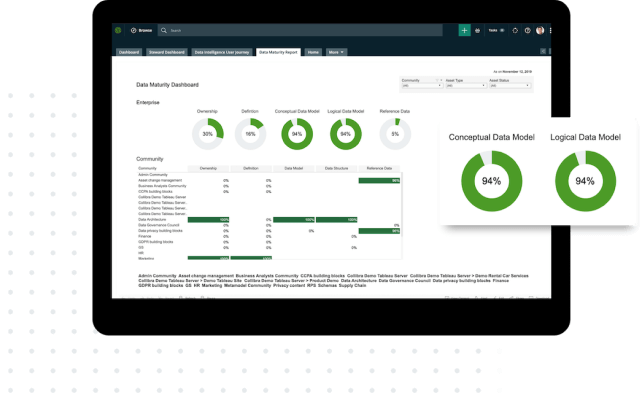 Browse
Search
Tasks
Dashboard Steward Dashboard Data Intelligence User Journey Data Maturity Report Home More
As on November 12, 2019
Data Maturity Dashboard
Community Asset Type Asset Status
(All) (All) (All)
Enterprise
Ownership Definition Conceptual Data Model Logical Data Model Reference Data
30% 16% 94% 94% 5%
Conceptual Data Model Logical Data Model
94% 94%
Community
Community Ownership Definition Data Model Data Structure Reference Data
Admin Community
Asset change management 0% 0%
Business Analysts Community 0% 0%
CCPA building blocks 0% 0%
Collibra Demo Tableau Server
Collibra Demo Tableau Server,
Collibra Demo Tableau Server,
Collibra Demo Tableau Server,
Data Architecture 100% 0% 100% 100%
Data Governance Council 0% 0% 0%
Data privacy building blocks 0% 0% 0%
Finance 0% 0% 0%
GDPR building blocks 0% 0%
GS 0% 0% 0%
HR 0% 0%
Marketing 100% 100%
Admin Community Asset change management Business Analysts Community CCPA building blocks Collibra Demo Tableau Server Collibra Demo Tableau Server > Demo Rental Car Services
Collibra Demo Tableau Server > Demo Tableau Site Collibra Demo Tableau Server > Product Demo Data Architecture Data Governance Council Data privacy building blocks Finance
GDPR building blocks GS HR Marketing Metamodel Community Privacy content RPS Schemas Supply Chain